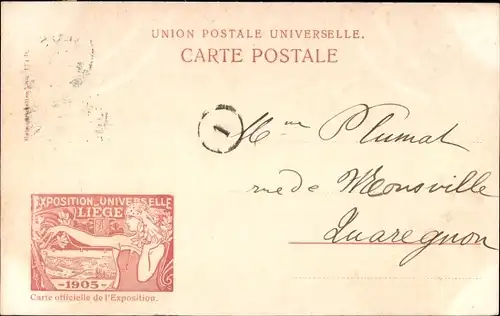 UNION POSTALE UNIVERSELLE.
CARTE POSTALE
1
Mme Plumat
rue de Monsville
Quaregnon
EXPOSITION UNIVERSELLE
LIEGE
-1905-
Carte officielle de l'Exposition.